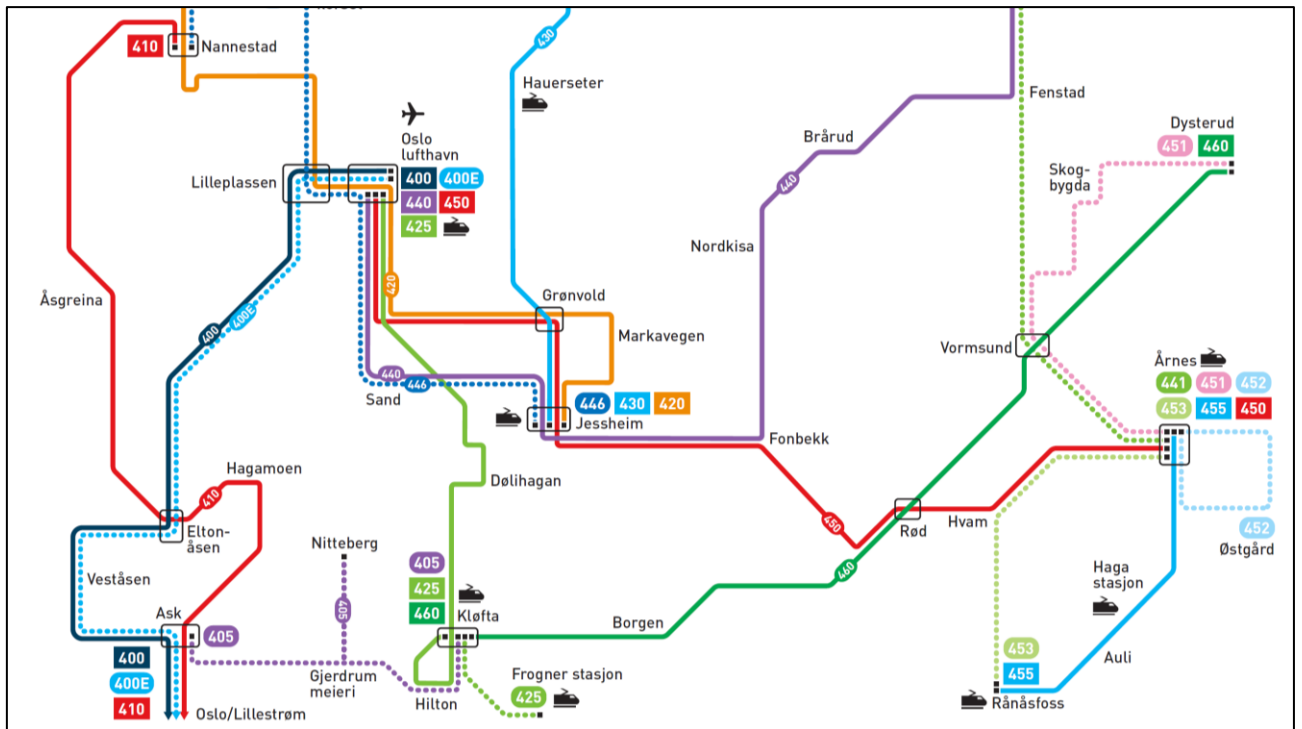 410
Nannestad
430
Hauerseter
Fenstad
Brårud
Dysterud
451 460
Oslo
lufthavn
400 400E
440 450
425
Lilleplassen
Skog-
bygda
440
Nordkisa
420
Åsgreina
Grønvold
Markavegen
400
400E
Vormsund
Årnes
441 451 452
453 455 450
440
446
Sand
446 430 420
Jessheim
Fonbekk
Hagamoen
410
Dølihagan
450
Elton-
åsen
Rød
Hvam
452
Østgård
Nitteberg
405
425
460
Kløfta
460
Veståsen
405
Haga
stasjon
Ask
405
Borgen
Auli
400
400E
410
Gjerdrum
meieri
Hilton
Frogner stasjon
425
453
455
Rånåsfoss
Oslo/Lillestrøm